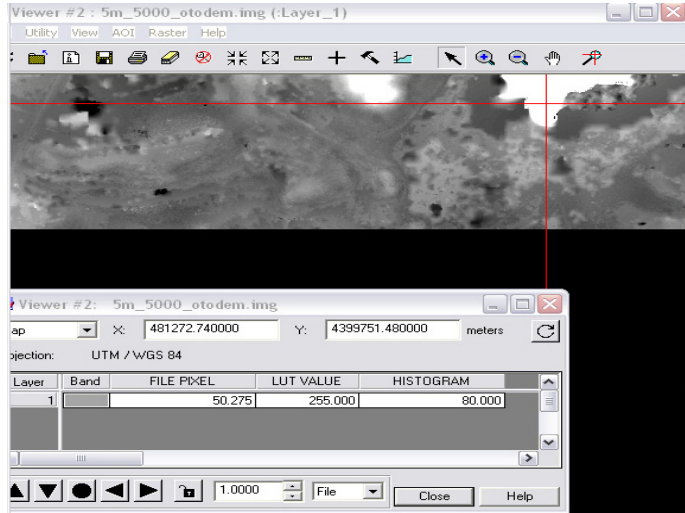 Viewer #2 : 5m_5000_otodem.img (:Layer_1)
Utility View AOI Raster Help
Viewer #2: 5m_5000_otodem.img
ap X: 481272.740000 Y: 4399751.480000 meters
ojection: UTM / WGS 84
Layer Band FILE PIXEL LUT VALUE HISTOGRAM
1 50.275 255.000 80.000
1.0000 File Close Help